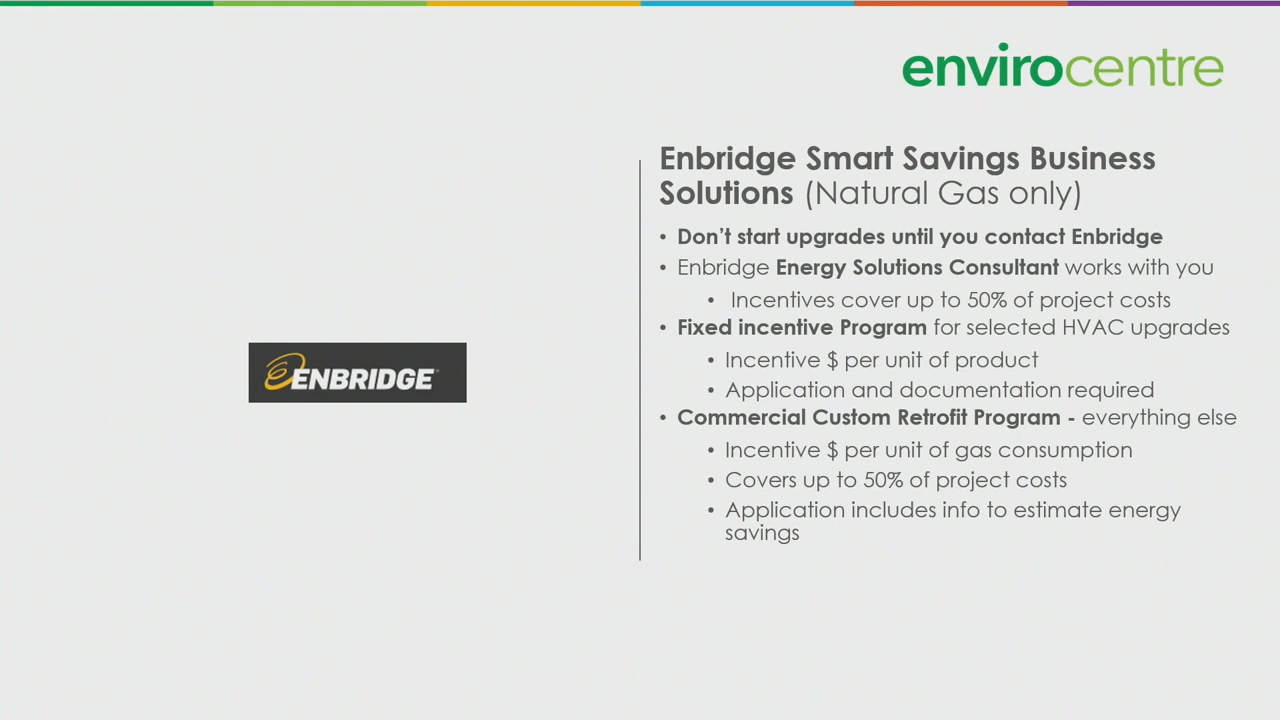 envirocentre
Enbridge Smart Savings Business
Solutions (Natural Gas only)
• Don't start upgrades until you contact Enbridge
• Enbridge Energy Solutions Consultant works with you
• Incentives cover up to 50% of project costs
• Fixed incentive Program for selected HVAC upgrades
• Incentive $ per unit of product
• Application and documentation required
• Commercial Custom Retrofit Program - everything else
• Incentive $ per unit of gas consumption
• Covers up to 50% of project costs
• Application includes info to estimate energy
savings
ENBRIDGE